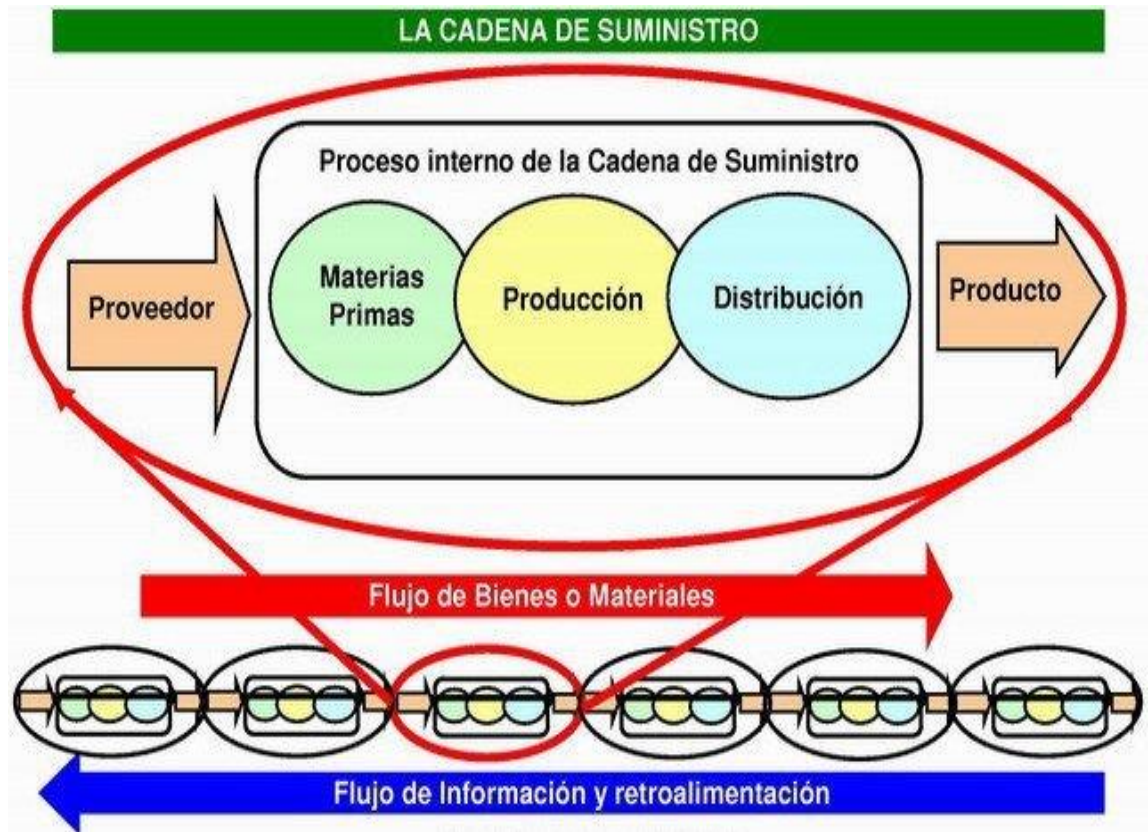 LA CADENA DE SUMINISTRO
Proceso interno de la Cadena de Suministro
Proveedor
Materias
Primas
Producción
Distribución
Producto
Flujo de Bienes o Materiales
Flujo de Información y retroalimentación